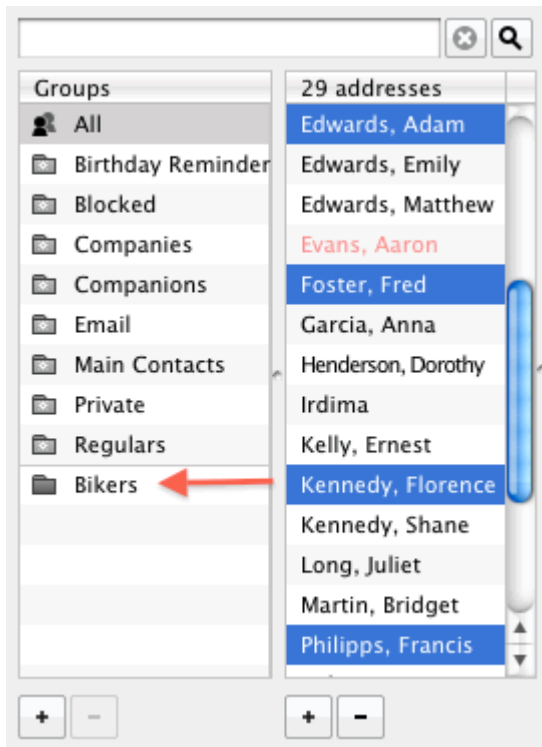 Groups
All
Birthday Reminder
Blocked
Companies
Companions
Email
Main Contacts
Private
Regulars
Bikers
29 addresses
Edwards, Adam
Edwards, Emily
Edwards, Matthew
Evans, Aaron
Foster, Fred
Garcia, Anna
Henderson, Dorothy
Irdima
Kelly, Ernest
Kennedy, Florence
Kennedy, Shane
Long, Juliet
Martin, Bridget
Philipps, Francis